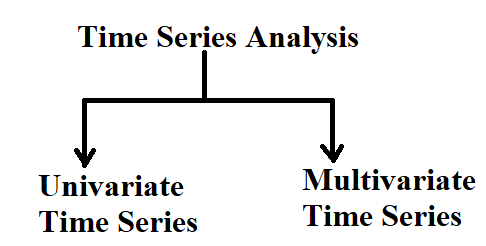 Time Series Analysis
Univariate
Time Series
Multivariate
Time Series